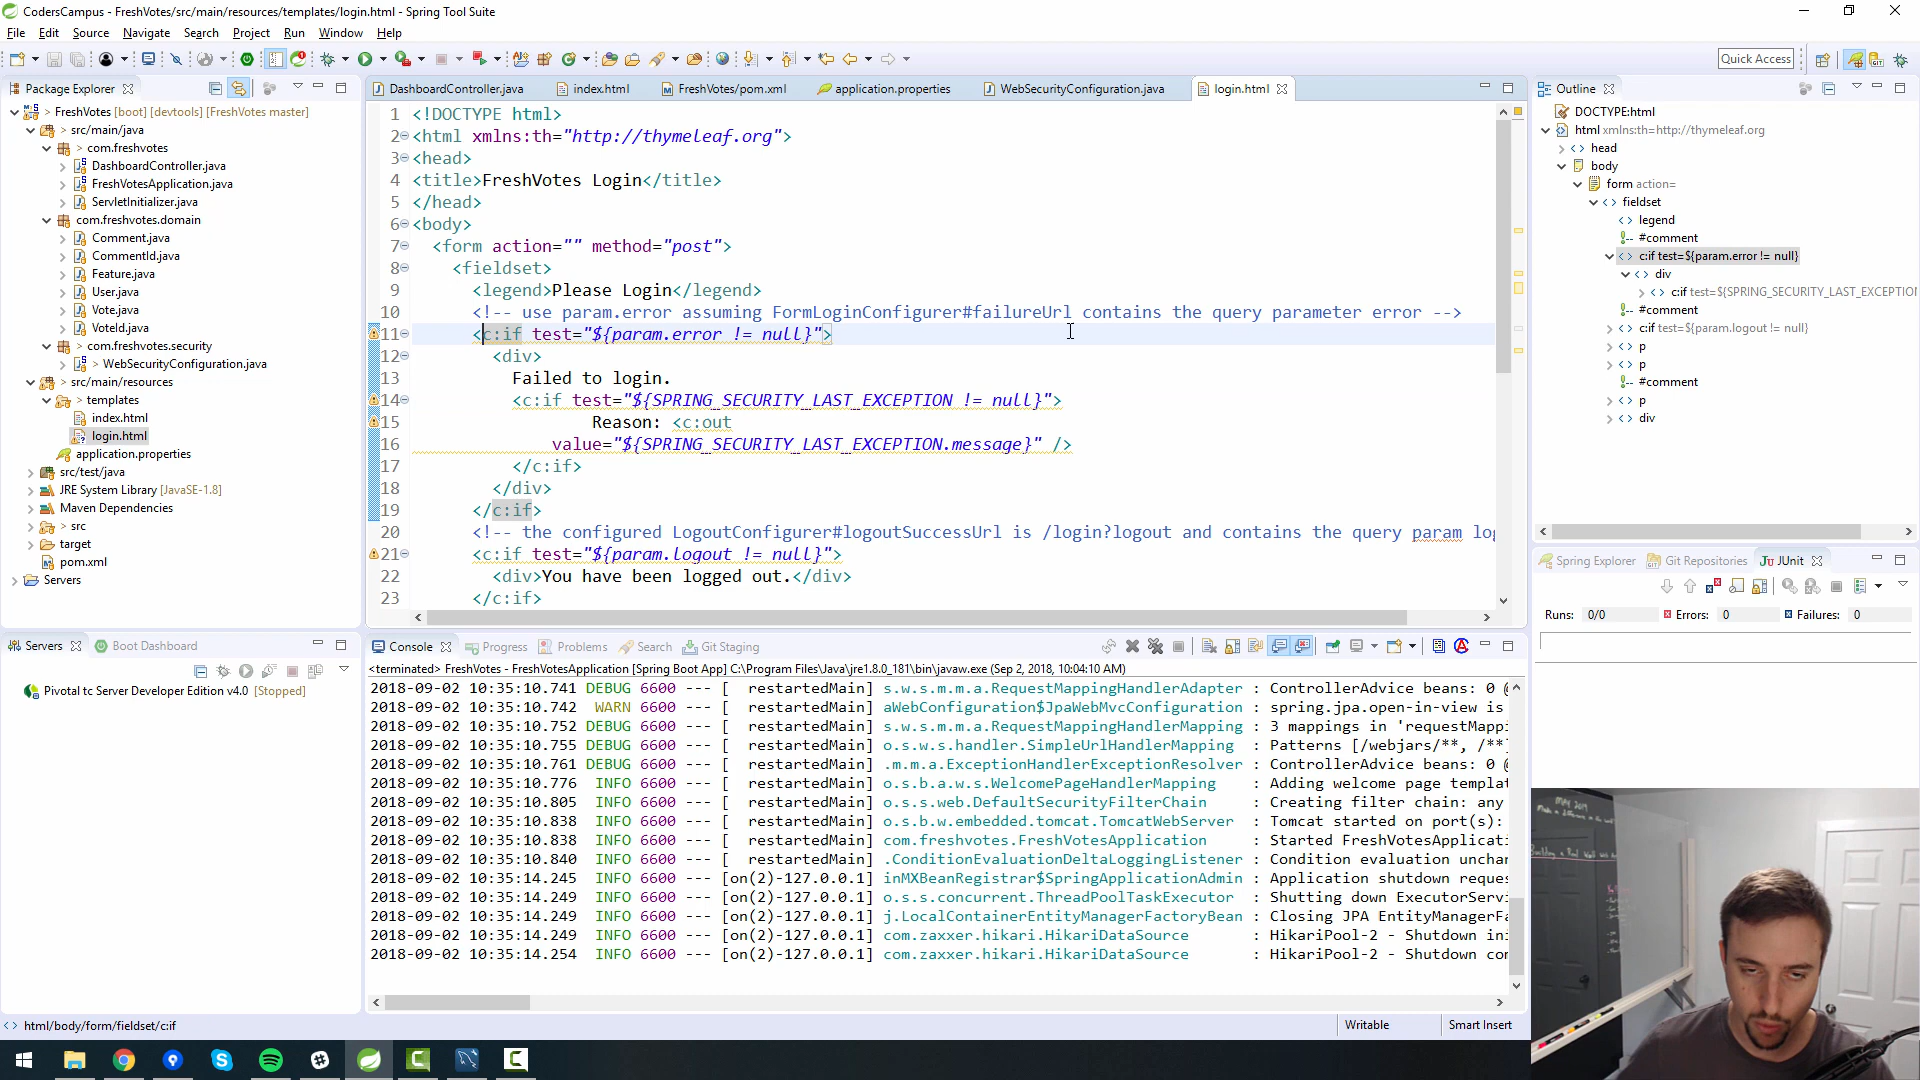 CodersCampus - FreshVotes/src/main/resources/templates/login.html - Spring Tool Suite
File Edit Source Navigate Search Project Run Window Help
Quick Access
Package Explorer
FreshVotes [boot] [devtools] [FreshVotes master]
> src/main/java
> com.freshvotes
> DashboardController.java
FreshVotesApplication.java
ServletInitializer.java
com.freshvotes.domain
Comment.java
CommentId.java
Feature.java
User.java
Vote.java
VoteId.java
> com.freshvotes.security
> WebSecurityConfiguration.java
> src/main/resources
> templates
index.html
login.html
application.properties
src/test/java
JRE System Library [JavaSE-1.8]
Maven Dependencies
> src
target
pom.xml
Servers
DashboardController.java index.html FreshVotes/pom.xml application.properties WebSecurityConfiguration.java login.html
1 <!DOCTYPE html>
2 <html xmlns:th="http://thymeleaf.org">
3 <head>
4 <title>FreshVotes Login</title>
5 </head>
6 <body>
7 <form action="" method="post">
8 <fieldset>
9 <legend>Please Login</legend>
10 <!-- use param.error assuming FormLoginConfigurer#failureUrl contains the query parameter error -->
11 <c:if test="${param.error != null}">
12 <div>
13 Failed to login.
14 <c:if test="${SPRING_SECURITY_LAST_EXCEPTION != null}">
15 Reason: <c:out
16 value="${SPRING_SECURITY_LAST_EXCEPTION.message}" />
17 </c:if>
18 </div>
19 </c:if>
20 <!-- the configured LogoutConfigurer#logoutSuccessUrl is /login?logout and contains the query param log
21 <c:if test="${param.logout != null}">
22 <div>You have been logged out.</div>
23 </c:if>
Outline
DOCTYPE:html
html xmlns:th=http://thymeleaf.org
head
body
form action=
fieldset
legend
#comment
c:if test=${param.error != null}
div
c:if test=${SPRING_SECURITY_LAST_EXCEPTION
#comment
c:if test=${param.logout != null}
p
p
#comment
p
div
Spring Explorer Git Repositories JUnit
Runs: 0/0 Errors: 0 Failures: 0
Servers Boot Dashboard
Pivotal tc Server Developer Edition v4.0 [Stopped]
Console Progress Problems Search Git Staging
<terminated> FreshVotes - FreshVotesApplication [Spring Boot App] C:\Program Files\Java\jre1.8.0_181\bin\javaw.exe (Sep 2, 2018, 10:04:10 AM)
2018-09-02 10:35:10.741 DEBUG 6600 --- [ restartedMain] s.w.s.m.m.a.RequestMappingHandlerAdapter : ControllerAdvice beans: 0 @
2018-09-02 10:35:10.742 WARN 6600 --- [ restartedMain] aWebConfiguration$JpaWebMvcConfiguration : spring.jpa.open-in-view is
2018-09-02 10:35:10.752 DEBUG 6600 --- [ restartedMain] s.w.s.m.m.a.RequestMappingHandlerMapping : 3 mappings in 'requestMappi
2018-09-02 10:35:10.755 DEBUG 6600 --- [ restartedMain] o.s.w.s.handler.SimpleUrlHandlerMapping : Patterns [/webjars/**, /**]
2018-09-02 10:35:10.761 DEBUG 6600 --- [ restartedMain] .m.m.a.ExceptionHandlerExceptionResolver : ControllerAdvice beans: 0 @
2018-09-02 10:35:10.776 INFO 6600 --- [ restartedMain] o.s.b.a.w.s.WelcomePageHandlerMapping : Adding welcome page templat
2018-09-02 10:35:10.805 INFO 6600 --- [ restartedMain] o.s.s.web.DefaultSecurityFilterChain : Creating filter chain: any
2018-09-02 10:35:10.838 INFO 6600 --- [ restartedMain] o.s.b.w.embedded.tomcat.TomcatWebServer : Tomcat started on port(s):
2018-09-02 10:35:10.838 INFO 6600 --- [ restartedMain] com.freshvotes.FreshVotesApplication : Started FreshVotesApplicati
2018-09-02 10:35:10.840 INFO 6600 --- [ restartedMain] .ConditionEvaluationDeltaLoggingListener : Condition evaluation unchan
2018-09-02 10:35:14.245 INFO 6600 --- [on(2)-127.0.0.1] inMXBeanRegistrar$SpringApplicationAdmin : Application shutdown reques
2018-09-02 10:35:14.249 INFO 6600 --- [on(2)-127.0.0.1] o.s.s.concurrent.ThreadPoolTaskExecutor : Shutting down ExecutorServi
2018-09-02 10:35:14.249 INFO 6600 --- [on(2)-127.0.0.1] j.LocalContainerEntityManagerFactoryBean : Closing JPA EntityManagerFa
2018-09-02 10:35:14.249 INFO 6600 --- [on(2)-127.0.0.1] com.zaxxer.hikari.HikariDataSource : HikariPool-2 - Shutdown ini
2018-09-02 10:35:14.254 INFO 6600 --- [on(2)-127.0.0.1] com.zaxxer.hikari.HikariDataSource : HikariPool-2 - Shutdown com
html/body/form/fieldset/c:if
Writable Smart Insert